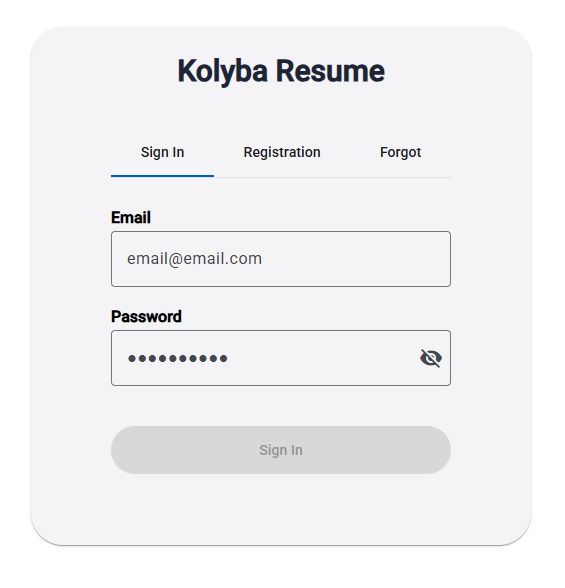 Kolyba Resume
Sign In Registration Forgot
Email
email@email.com
Password
••••••••••
Sign In